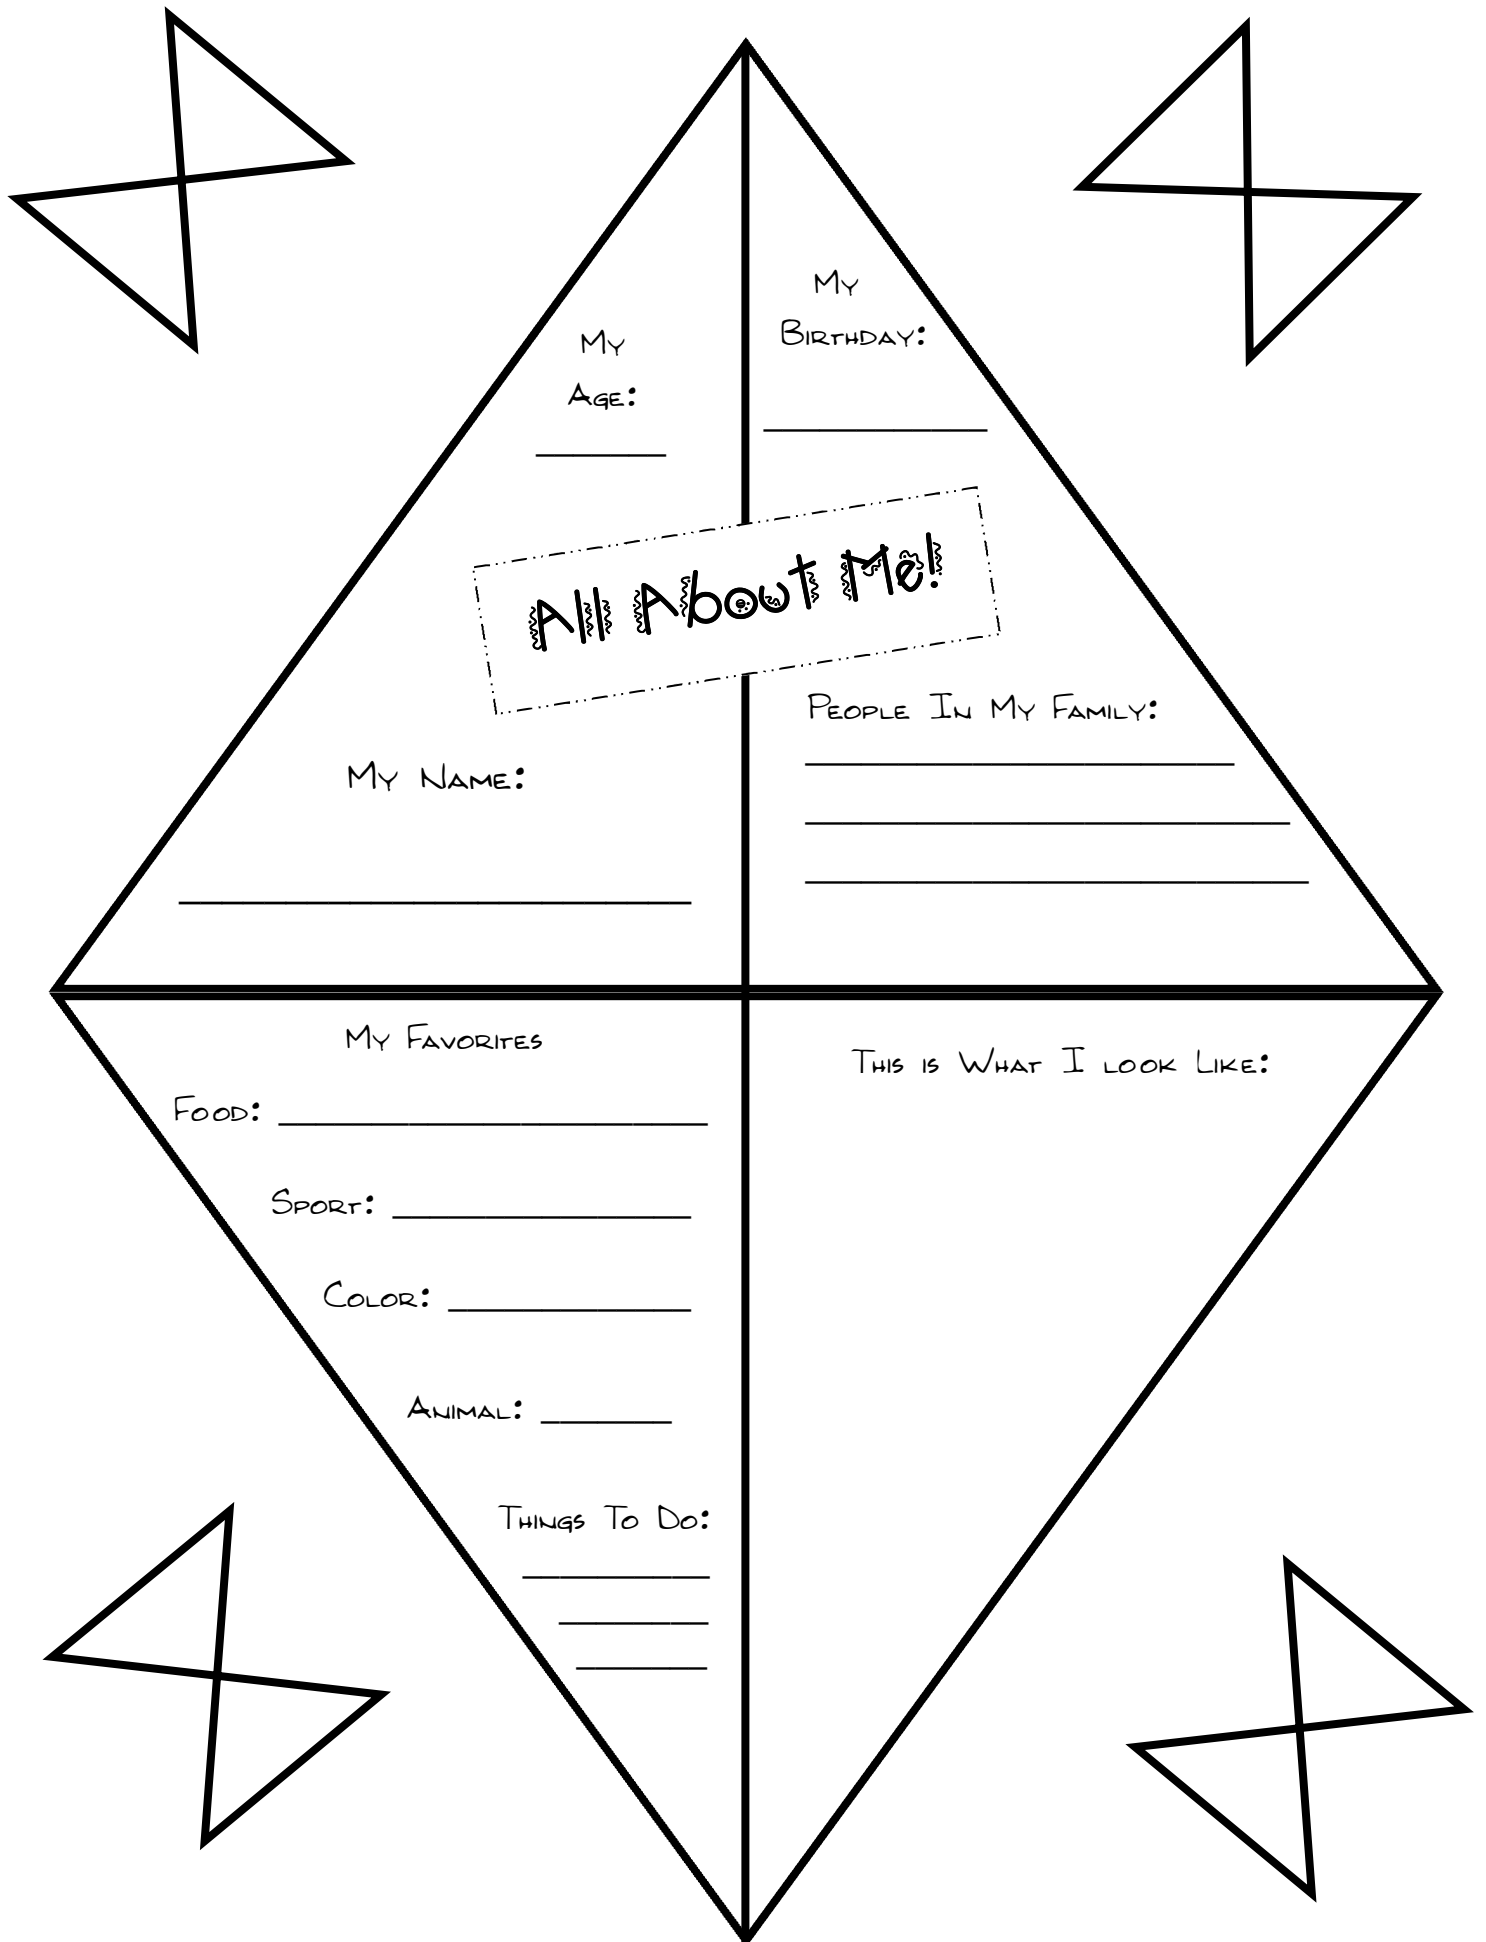 My
Birthday:
My
Age:
All About Me!
People In My Family:
My Name:
My Favorites
This is What I look Like:
Food:
Sport:
Color:
Animal:
Things To Do: